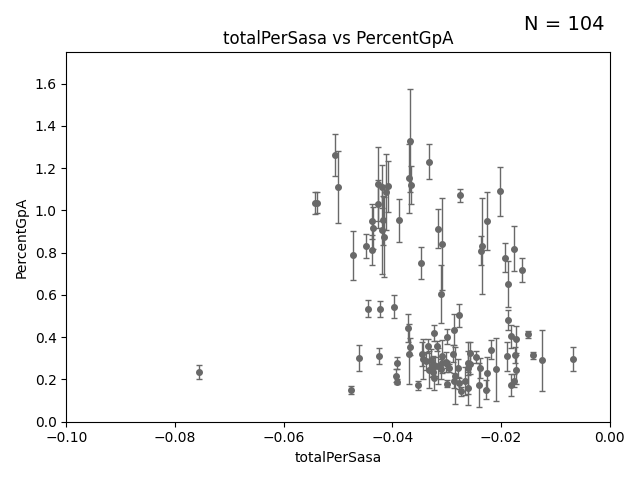 N = 104
totalPerSasa vs PercentGpA
PercentGpA
1.6
1.4
1.2
1.0
0.8
0.6
0.4
0.2
0.0
−0.10 −0.08 −0.06 −0.04 −0.02 0.00
totalPerSasa